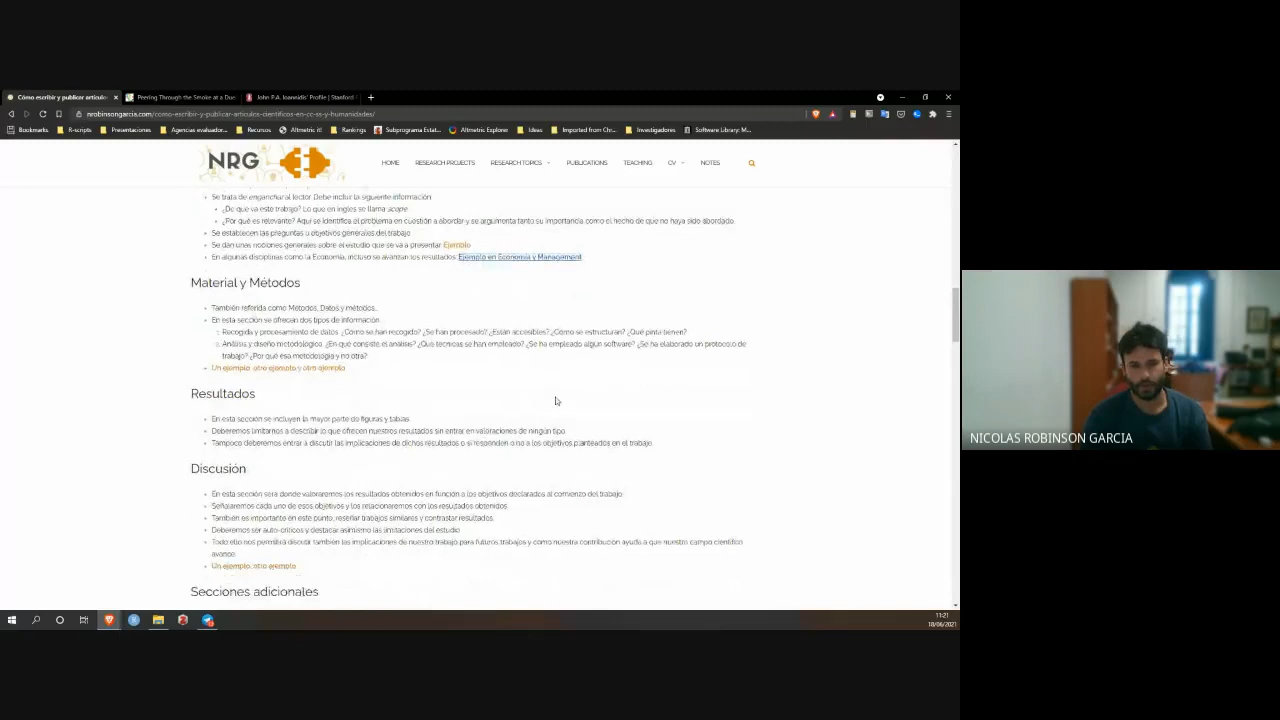 Cómo escribir y publicar artículos
Peering Through the Smoke at a Due
John P.A. Ioannidis' Profile | Stanford
nrobinsongarcia.com/como-escribir-y-publicar-articulos-cientificos-en-cc-ss-y-humanidades/
Bookmarks R-scripts Presentaciones Agencias evaluador... Recursos Altmetric it! Rankings Subprograma Estat... Altmetric Explorer Ideas Imported from Chr... Investigadores Software Library: M...
NRG HOME RESEARCH PROJECTS RESEARCH TOPICS PUBLICATIONS TEACHING CV NOTES
Se trata de enganchar al lector. Debe incluir la siguiente información:
¿De qué va este trabajo? Lo que en inglés se llama scope
¿Por qué es relevante? Aquí se identifica el problema en cuestión a abordar y se argumenta tanto su importancia como el hecho de que no haya sido abordado.
Se establecen las preguntas u objetivos generales del trabajo
Se dan unas nociones generales sobre el estudio que se va a presentar Ejemplo
En algunas disciplinas como la Economía, incluso se avanzan los resultados Ejemplo en Economía y Management
Material y Métodos
También referida como Métodos, Datos y métodos...
En esta sección se ofrecen dos tipos de información
1. Recogida y procesamiento de datos ¿Cómo se han recogido? ¿Se han procesado? ¿Están accesibles? ¿Cómo se estructuran? ¿Qué pinta tienen?
2. Análisis y diseño metodológico ¿En qué consiste el análisis? ¿Qué técnicas se han empleado? ¿Se ha empleado algun software? ¿Se ha elaborado un protocolo de
trabajo? ¿Por qué esa metodología y no otra?
Un ejemplo, otro ejemplo y otro ejemplo
Resultados
En esta sección se incluyen la mayor parte de figuras y tablas
Deberemos limitarnos a describir lo que ofrecen nuestros resultados sin entrar en valoraciones de ningún tipo
Tampoco deberemos entrar a discutir las implicaciones de dichos resultados o si responden o no a los objetivos planteados en el trabajo.
Discusión
En esta sección será donde valoraremos los resultados obtenidos en función a los objetivos declarados al comienzo del trabajo
Señalaremos cada uno de esos objetivos y los relacionaremos con los resultados obtenidos
También es importante en este punto, reseñar trabajos similares y contrastar resultados
Deberemos ser auto-críticos y destacar asimismo las limitaciones del estudio
Todo ello nos permitirá discutir también las implicaciones de nuestro trabajo para futuros trabajos y cómo nuestra contribución ayuda a que nuestro campo científico
avance
Un ejemplo, otro ejemplo
Secciones adicionales
NICOLAS ROBINSON GARCIA
11:21
18/06/2021